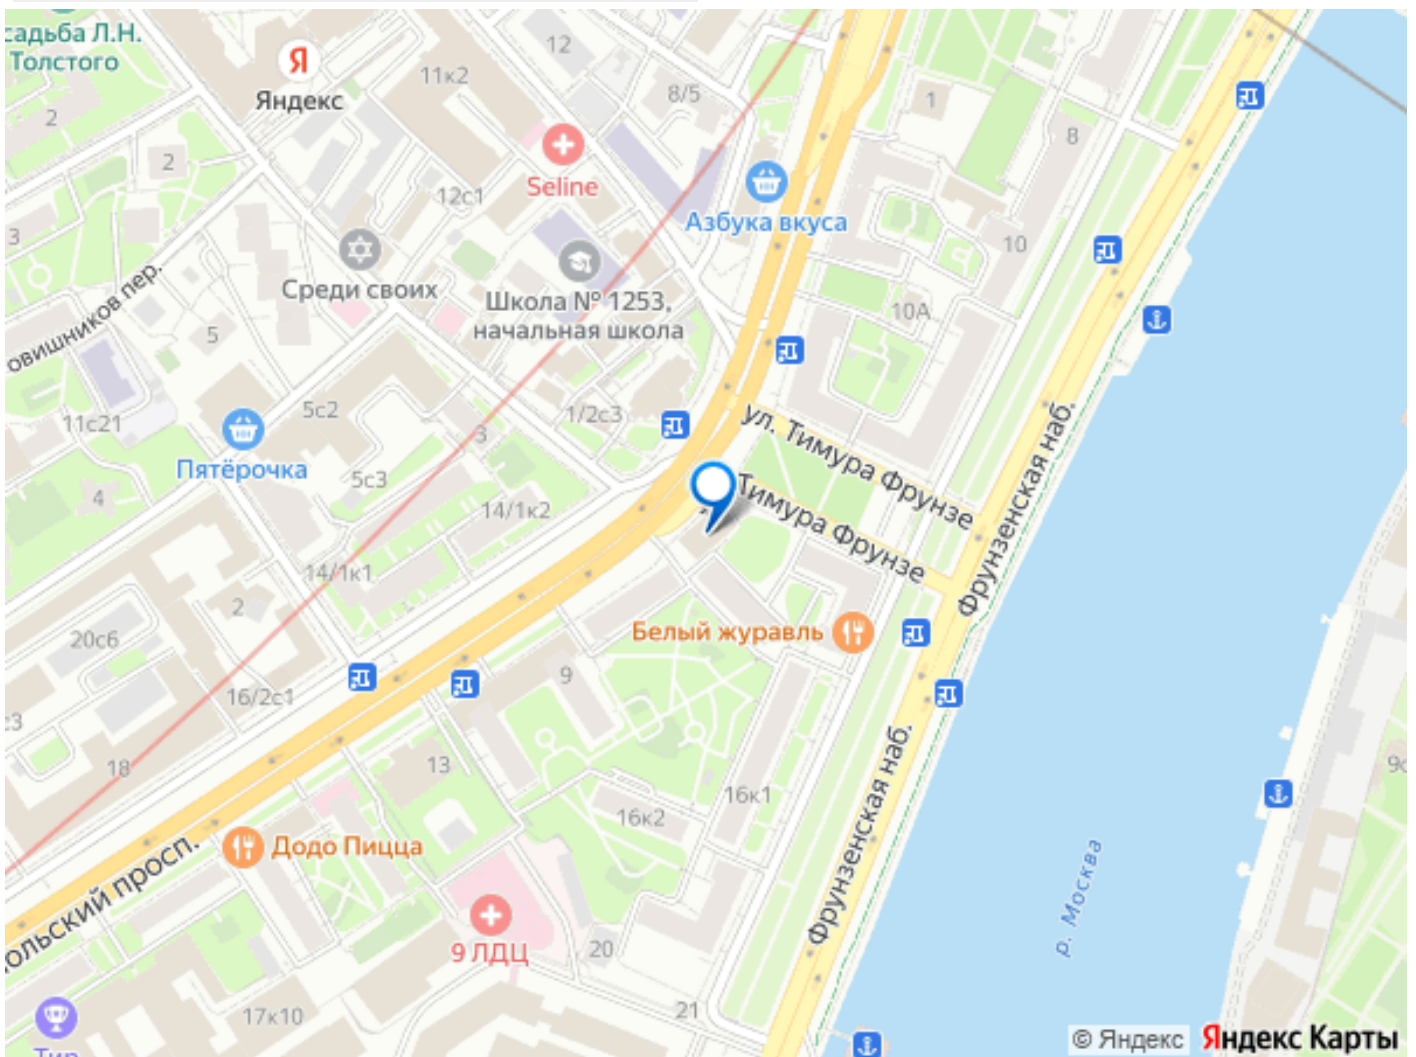 садьба Л.Н.
Толстого
Яндекс
12
11к2
8/5
1
8
2
2
Seline
12с1
Азбука вкуса
3
10
Среди своих
Школа № 1253,
начальная школа
10А
овишников пер.
5
11с21
5с2
1/2с3
3
ул. Тимура Фрунзе
Пятёрочка
5с3
4
14/1к2
Тимура Фрунзе
Фрунзенская наб.
14/1к1
2
20с6
Белый журавль
9
16/2с1
с3
18
13
16к1
16к2
9с
Додо Пицца
Фрунзенская наб.
ольский просп.
р. Москва
9 ЛДЦ
20
21
17к10
Тир
© Яндекс
Яндекс Карты